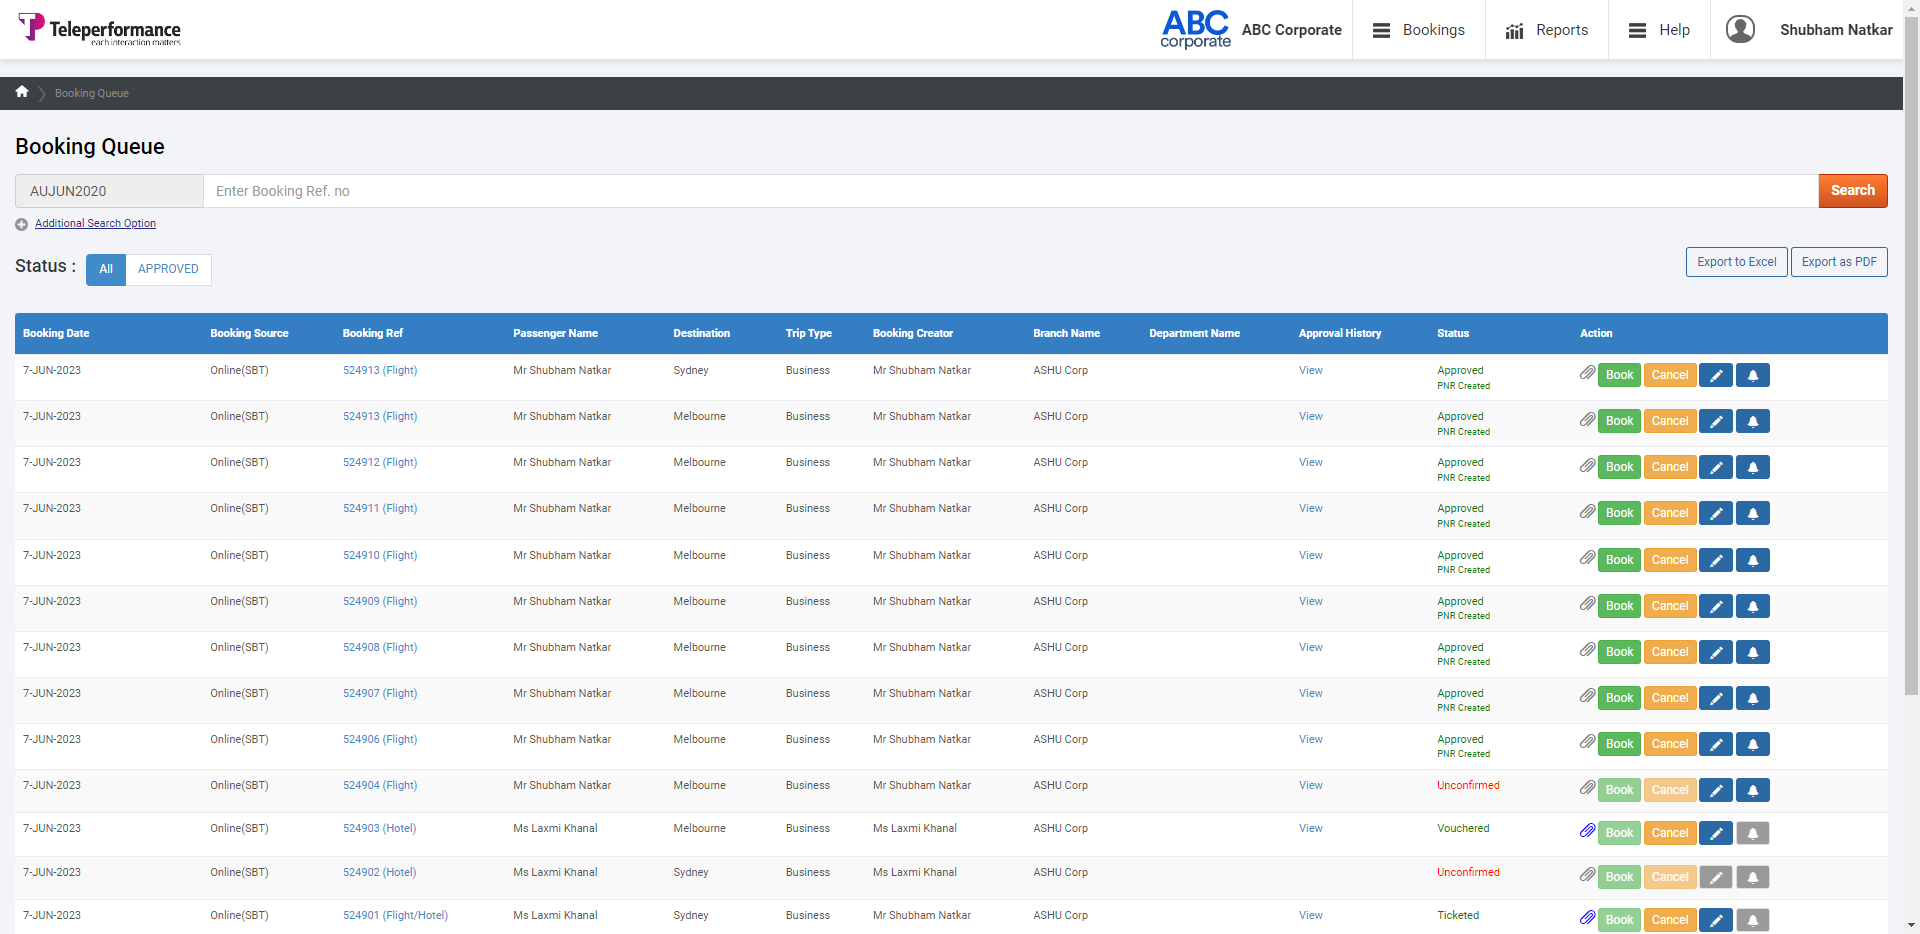 Teleperformance
each interaction matters
ABC corporate
ABC Corporate
Bookings
Reports
Help
Shubham Natkar
Booking Queue
Booking Queue
AUJUN2020 Enter Booking Ref. no Search
Additional Search Option
Status : All APPROVED Export to Excel Export as PDF
Booking Date Booking Source Booking Ref Passenger Name Destination Trip Type Booking Creator Branch Name Department Name Approval History Status Action
7-JUN-2023 Online(SBT) 524913 (Flight) Mr Shubham Natkar Sydney Business Mr Shubham Natkar ASHU Corp View Approved Book Cancel
PNR Created
7-JUN-2023 Online(SBT) 524913 (Flight) Mr Shubham Natkar Melbourne Business Mr Shubham Natkar ASHU Corp View Approved Book Cancel
PNR Created
7-JUN-2023 Online(SBT) 524912 (Flight) Mr Shubham Natkar Melbourne Business Mr Shubham Natkar ASHU Corp View Approved Book Cancel
PNR Created
7-JUN-2023 Online(SBT) 524911 (Flight) Mr Shubham Natkar Melbourne Business Mr Shubham Natkar ASHU Corp View Approved Book Cancel
PNR Created
7-JUN-2023 Online(SBT) 524910 (Flight) Mr Shubham Natkar Melbourne Business Mr Shubham Natkar ASHU Corp View Approved Book Cancel
PNR Created
7-JUN-2023 Online(SBT) 524909 (Flight) Mr Shubham Natkar Melbourne Business Mr Shubham Natkar ASHU Corp View Approved Book Cancel
PNR Created
7-JUN-2023 Online(SBT) 524908 (Flight) Mr Shubham Natkar Melbourne Business Mr Shubham Natkar ASHU Corp View Approved Book Cancel
PNR Created
7-JUN-2023 Online(SBT) 524907 (Flight) Mr Shubham Natkar Melbourne Business Mr Shubham Natkar ASHU Corp View Approved Book Cancel
PNR Created
7-JUN-2023 Online(SBT) 524906 (Flight) Mr Shubham Natkar Melbourne Business Mr Shubham Natkar ASHU Corp View Approved Book Cancel
PNR Created
7-JUN-2023 Online(SBT) 524904 (Flight) Mr Shubham Natkar Melbourne Business Mr Shubham Natkar ASHU Corp View Unconfirmed Book Cancel
7-JUN-2023 Online(SBT) 524903 (Hotel) Ms Laxmi Khanal Melbourne Business Ms Laxmi Khanal ASHU Corp View Vouchered Book Cancel
7-JUN-2023 Online(SBT) 524902 (Hotel) Ms Laxmi Khanal Sydney Business Ms Laxmi Khanal ASHU Corp Unconfirmed Book Cancel
7-JUN-2023 Online(SBT) 524901 (Flight/Hotel) Ms Laxmi Khanal Sydney Business Mr Shubham Natkar ASHU Corp View Ticketed Book Cancel